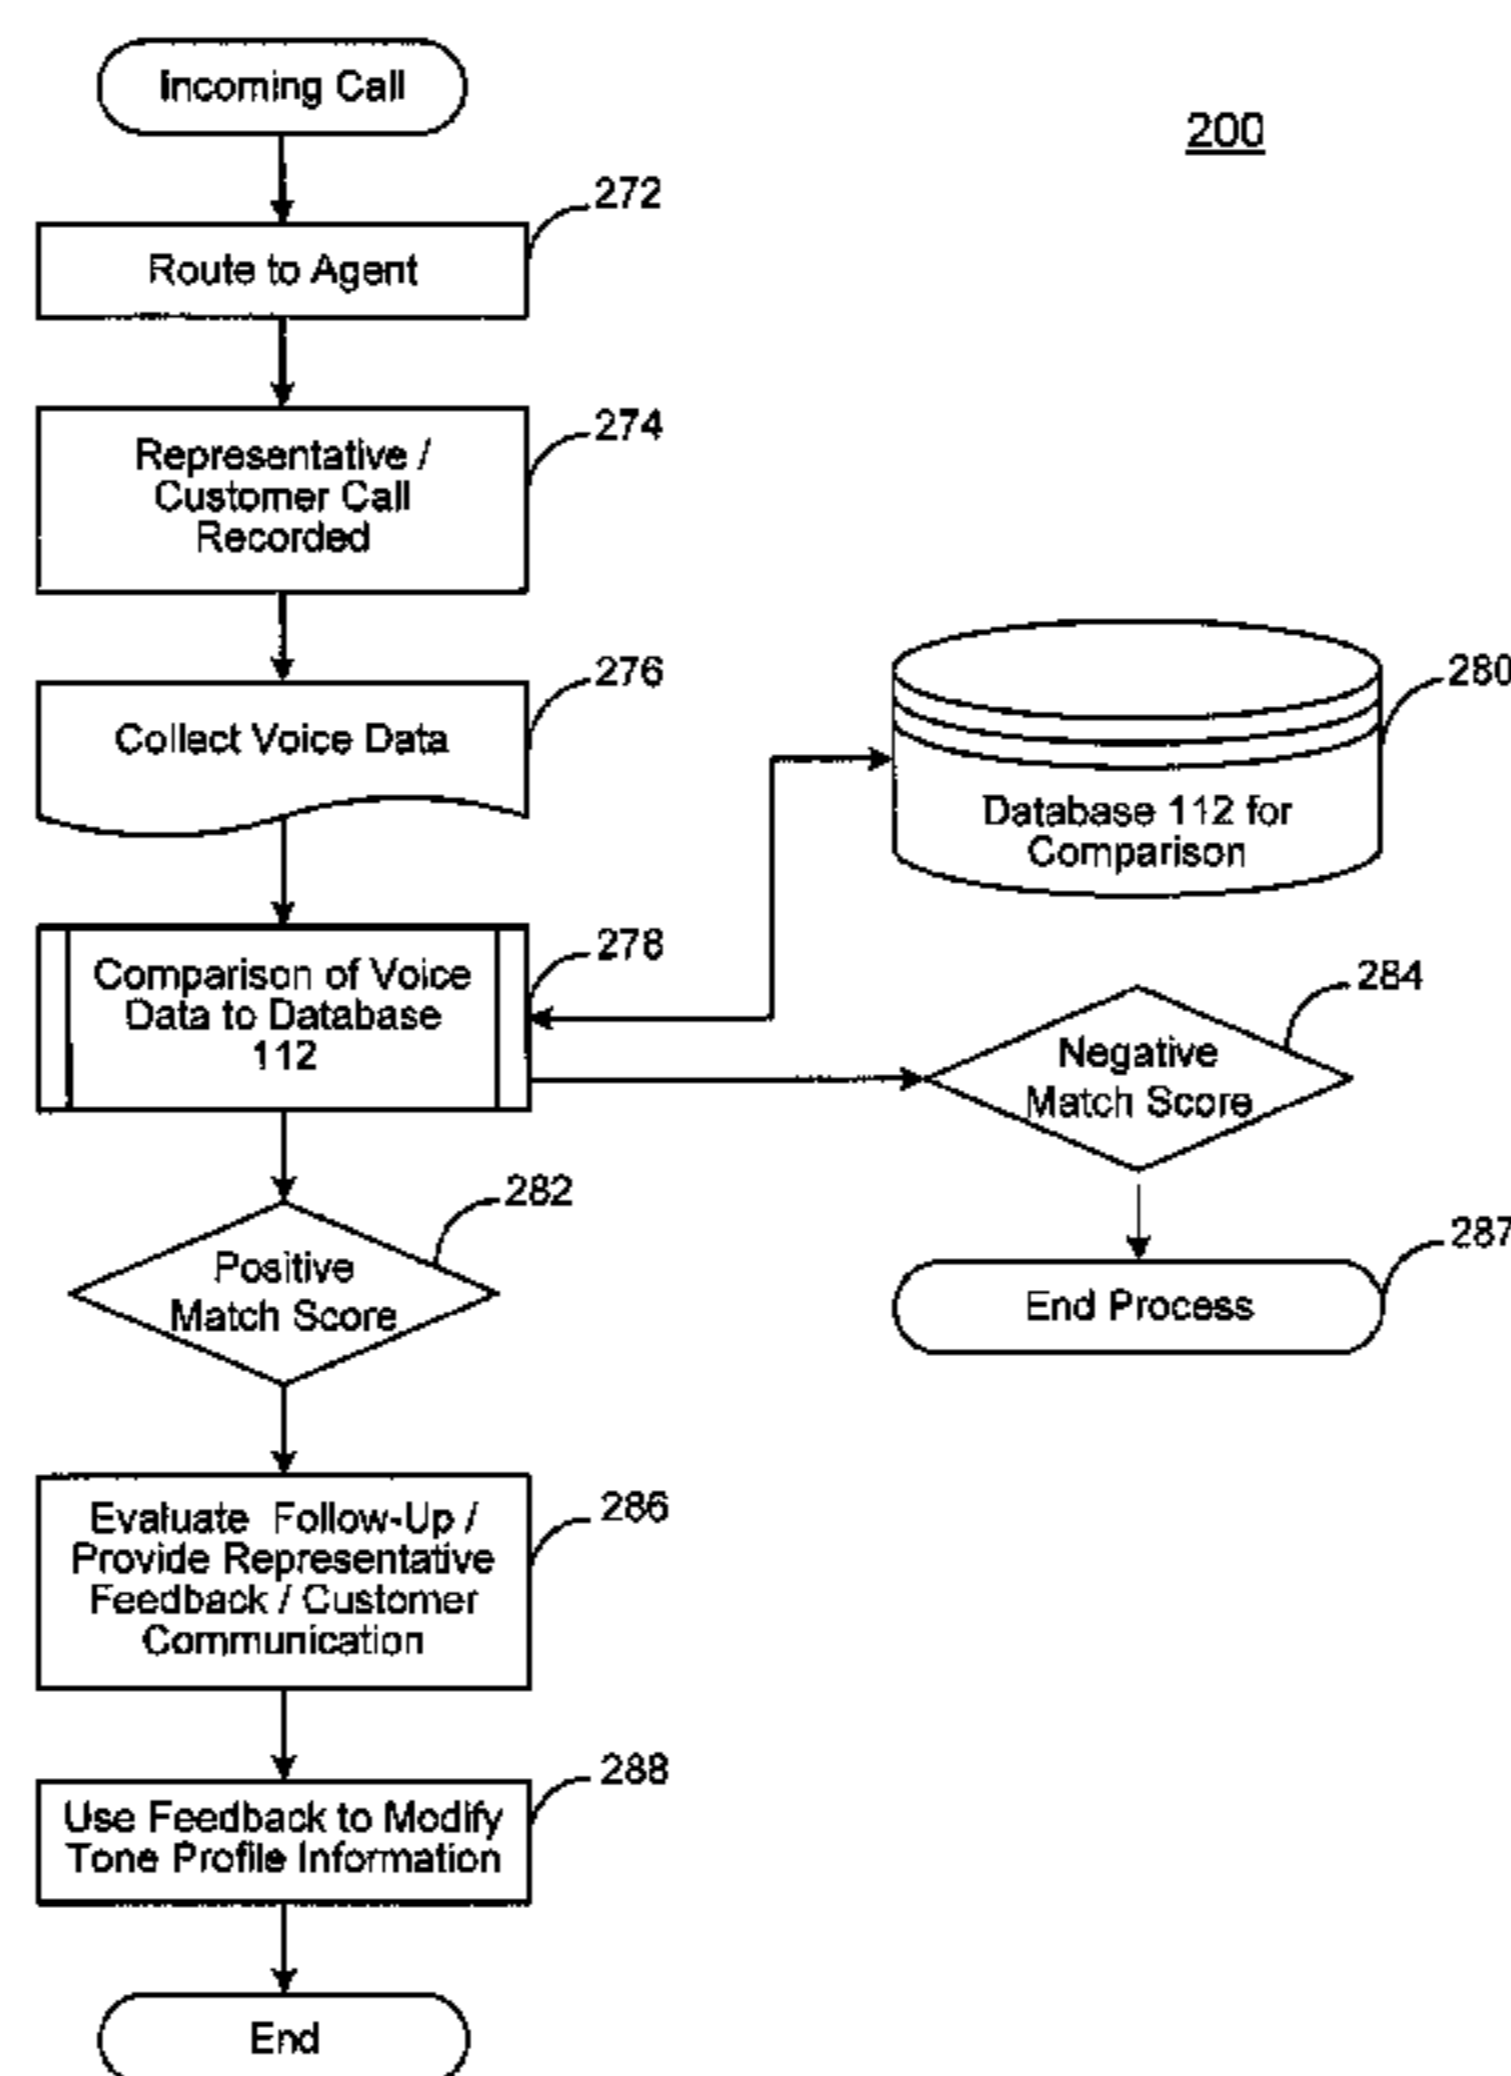 Incoming Call
200
272
Route to Agent
274
Representative /
Customer Call
Recorded
276
Collect Voice Data
280
Database 112 for
Comparison
278
Comparison of Voice
Data to Database
112
284
Negative
Match Score
282
Positive
Match Score
287
End Process
286
Evaluate Follow-Up /
Provide Representative
Feedback / Customer
Communication
288
Use Feedback to Modify
Tone Profile Information
End